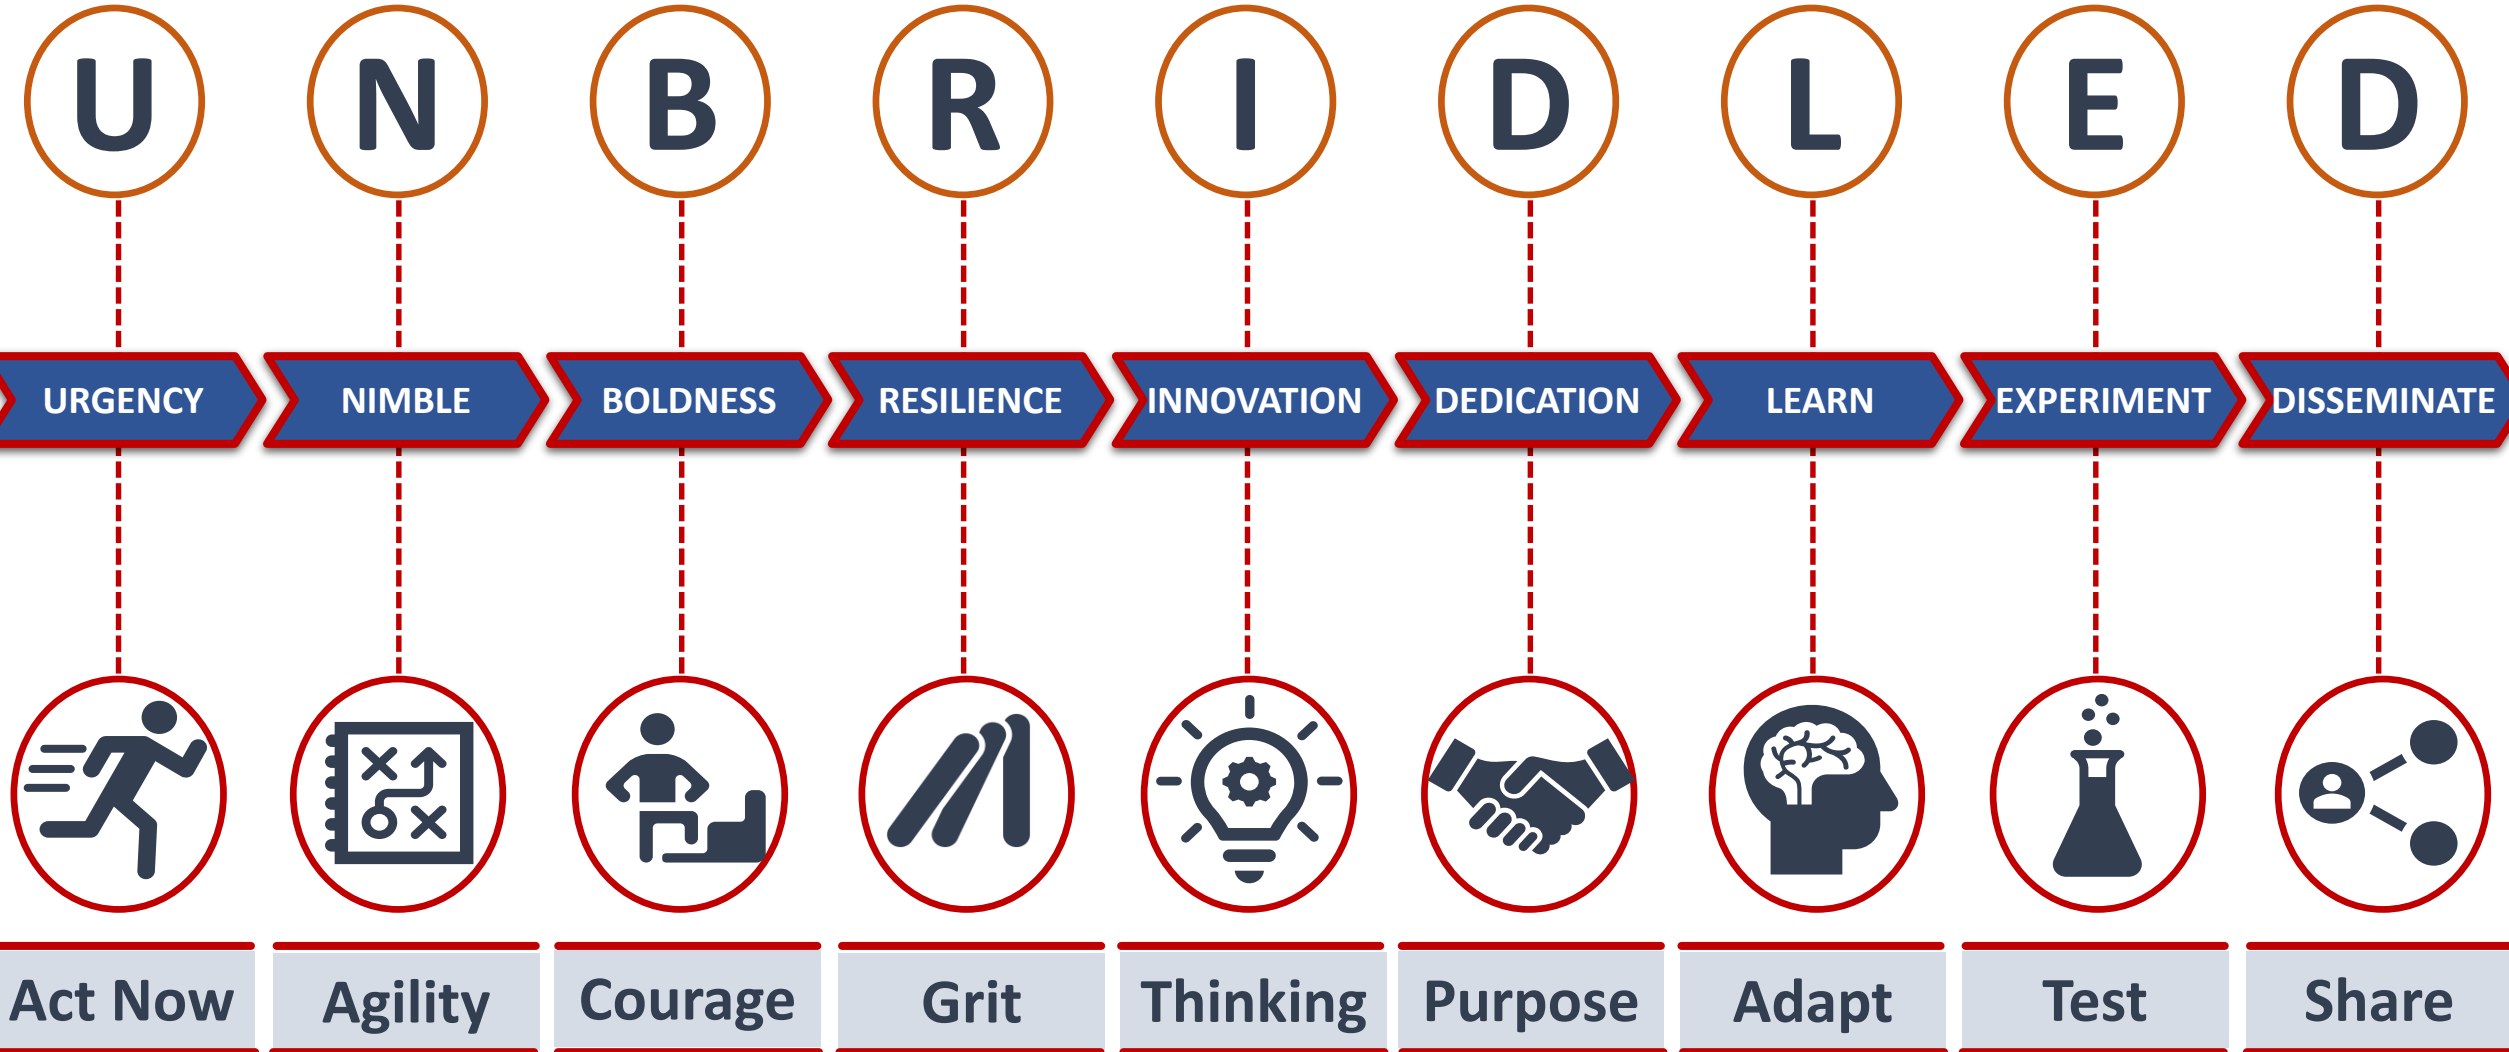 U N B R I D L E D
URGENCY NIMBLE BOLDNESS RESILIENCE INNOVATION DEDICATION LEARN EXPERIMENT DISSEMINATE
Act Now Agility Courage Grit Thinking Purpose Adapt Test Share